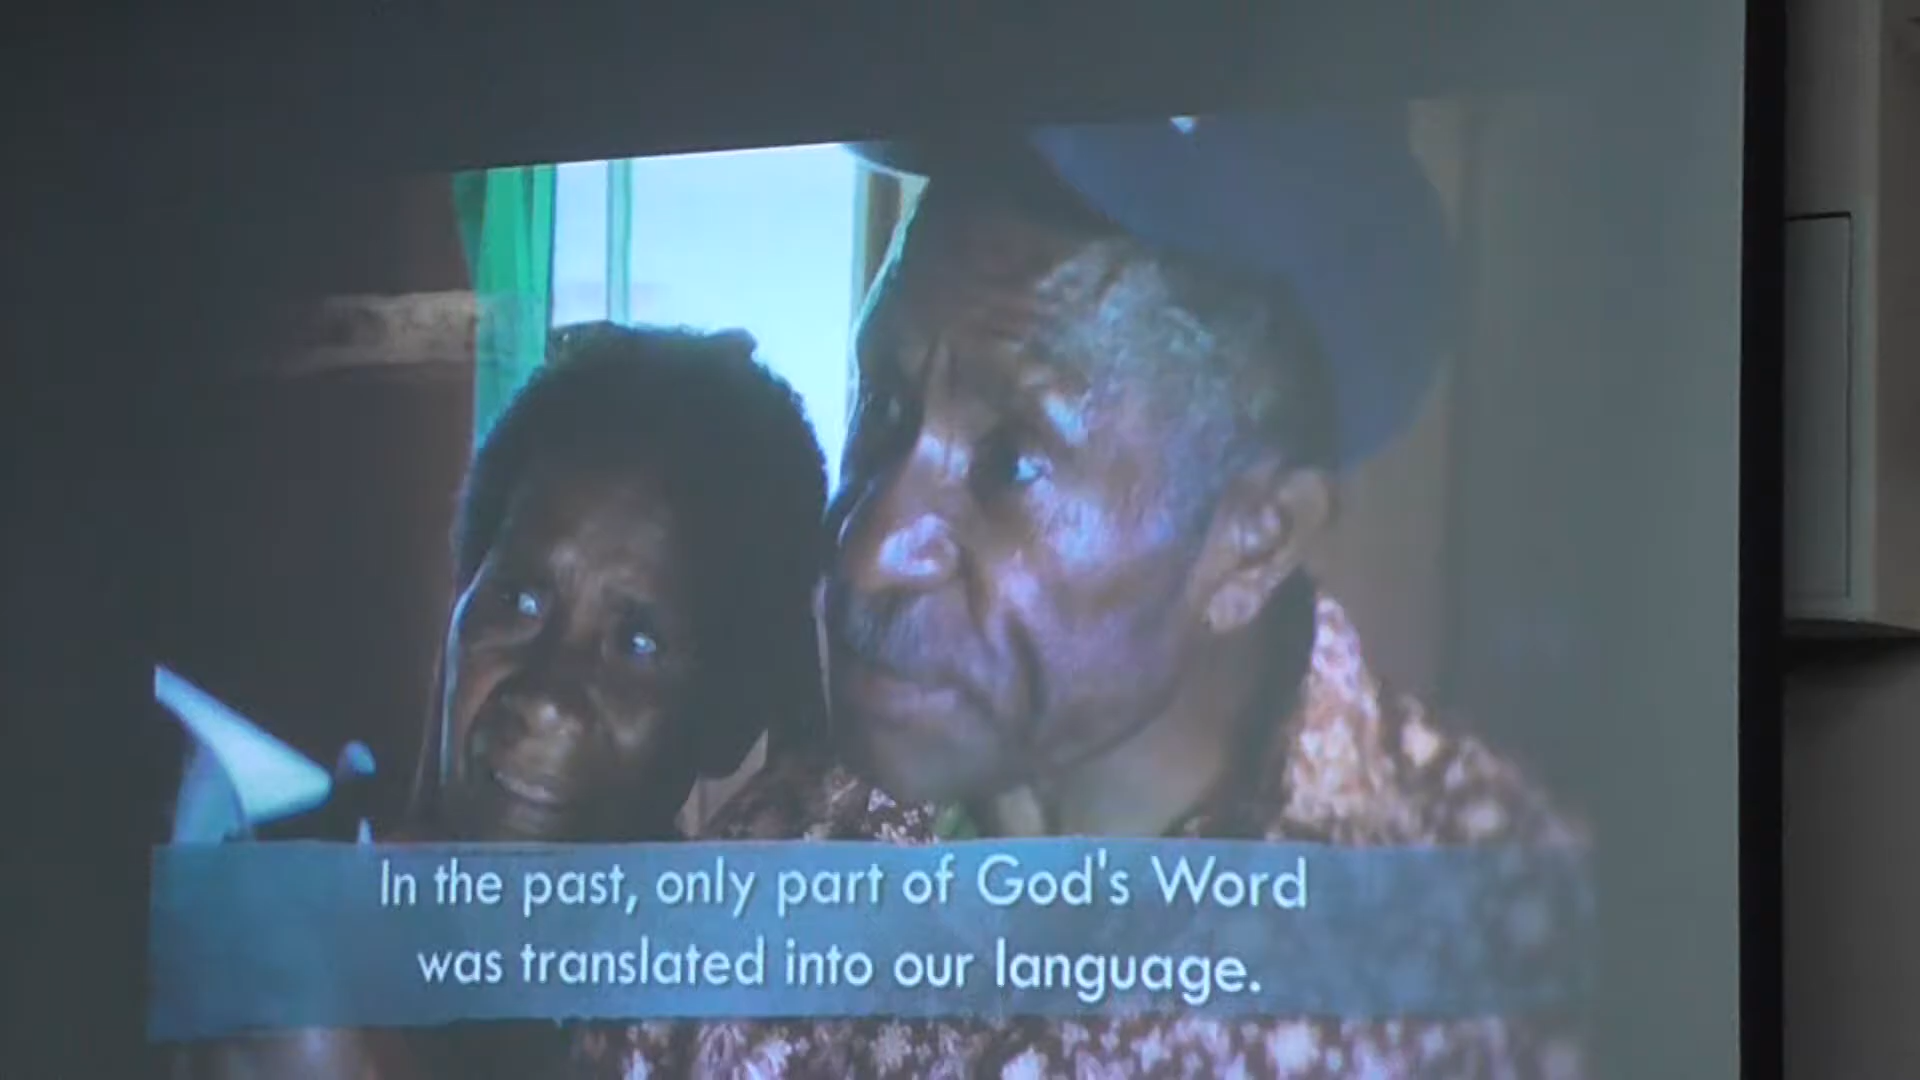 In the past, only part of God's Word
was translated into our language.